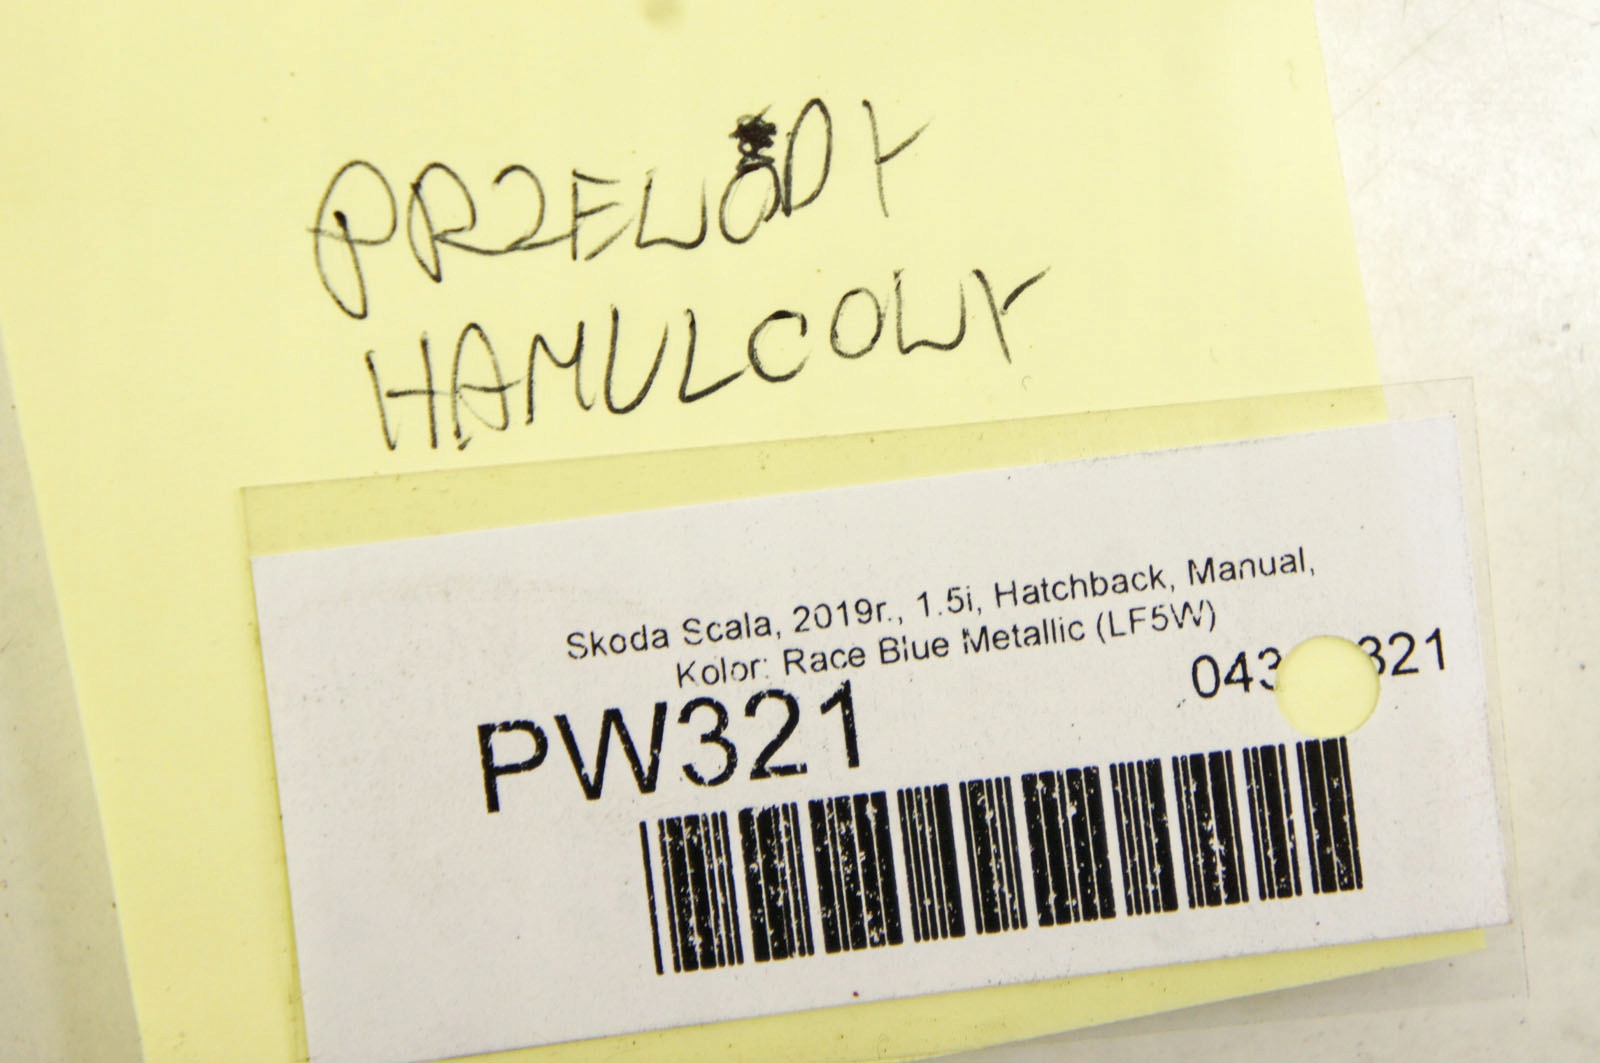 PRZEWODY
HAMULCOWY
Skoda Scala, 2019r., 1.5i, Hatchback, Manual,
Kolor: Race Blue Metallic (LF5W)
PW321